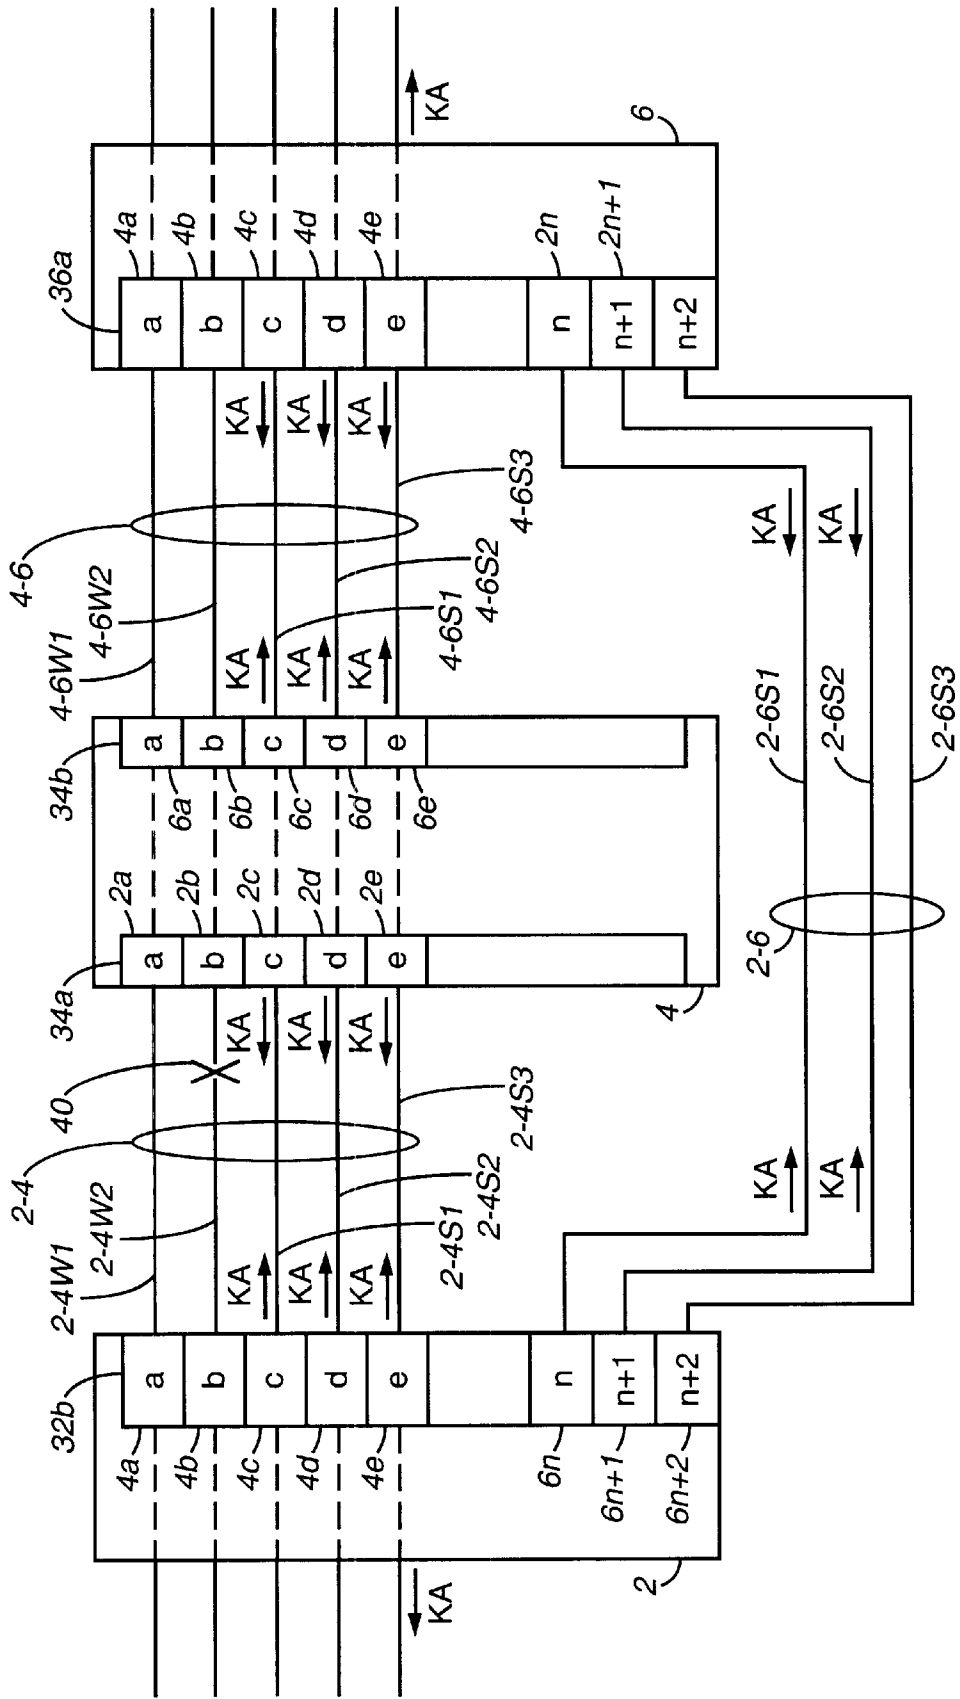 2-4
4-6
32b
2-4W1
40
34a
34b
4-6W1
36a
2-4W2
4-6W2
4a
2a
4a
a
a
a
a
6a
4b
2b
4b
b
b
b
b
6b
KA
KA
KA
KA
4c
2c
4c
c
c
c
c
6c
KA
KA
KA
KA
4d
2d
4d
d
d
d
d
6d
KA
KA
KA
KA
4e
2e
4e
e
e
e
e
6e
KA
KA
2-4S1
2-4S2
2-4S3
4-6S1
4-6S2
4-6S3
6n
n
n
2n
6n+1
n+1
n+1
2n+1
6n+2
n+2
n+2
2
4
6
KA
2-6
2-6S1
KA
KA
2-6S2
KA
2-6S3